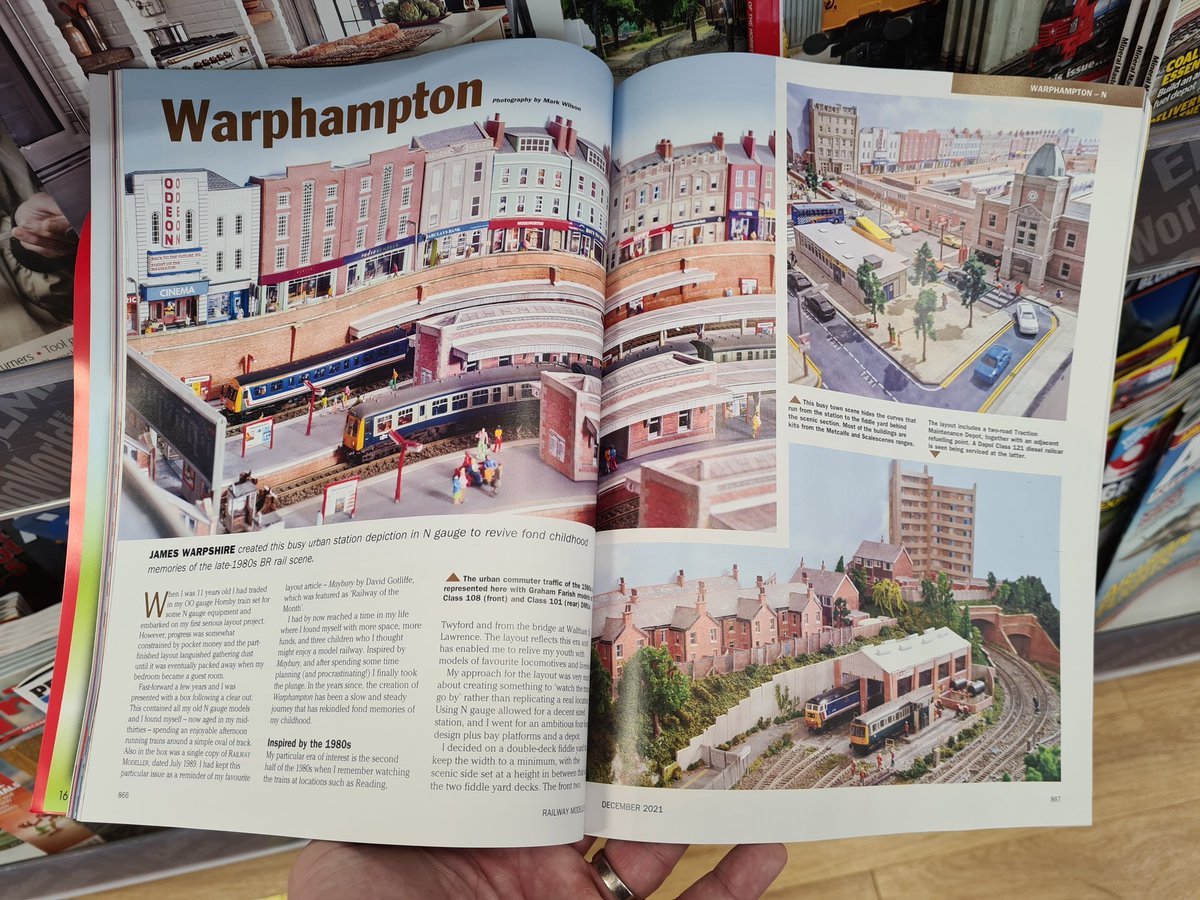 Warphampton
Photography by Mark Wilson
WARPHAMPTON – N
ODEON
ODEON
BACK TO THE FUTURE PG
FLIGHT OF THE
NAVIGATOR
CINEMA
BARCLAYS BANK
WOOLWORTH
TAXI
This busy town scene hides the curves that
run from the station to the fiddle yard behind
the scenic section. Most of the buildings are
kits from the Metcalfe and Scalescenes ranges.
The layout includes a two-road Traction
Maintenance Depot, together with an adjacent
refuelling point. A Dapol Class 121 diesel railcar
is seen being serviced at the latter.
JAMES WARPSHIRE created this busy urban station depiction in N gauge to revive fond childhood
memories of the late-1980s BR rail scene.
When I was 11 years old I had traded
in my OO gauge Hornby train set for
some N gauge equipment and
embarked on my first serious layout project.
However, progress was somewhat
constrained by pocket money and the part-
finished layout languished gathering dust
until it was eventually packed away when my
bedroom became a guest room.
Fast-forward a few years and I was
presented with a box following a clear out.
This contained all my old N gauge models
and I found myself – now aged in my mid-
thirties – spending an enjoyable afternoon
running trains around a simple oval of track.
Also in the box was a single copy of RAILWAY
MODELLER, dated July 1989. I had kept this
particular issue as a reminder of my favourite
layout article – Maybury by David Gotliffe,
which was featured as 'Railway of the
Month'.
I had by now reached a time in my life
where I found myself with more space, more
funds, and three children who I thought
might enjoy a model railway. Inspired by
Maybury, and after spending some time
planning (and procrastinating!) I finally took
the plunge. In the years since, the creation of
Warphampton has been a slow and steady
journey that has rekindled fond memories of
my childhood.
Inspired by the 1980s
My particular era of interest is the second
half of the 1980s when I remember watching
the trains at locations such as Reading,
The urban commuter traffic of the
represented here with Graham Farish models
Class 108 (front) and Class 101 (rear)
Twyford and from the bridge at Waltham
Lawrence. The layout reflects this era and
has enabled me to relive my youth with
models of favourite locomotives and
My approach for the layout was very
about creating something to 'watch the
go by' rather than replicating a real
Using N gauge allowed for a decent
station, and I went for an ambitious four
design plus bay platforms and a depot.
I decided on a double-deck fiddle yard
keep the width to a minimum, with the
scenic side set at a height in between
the two fiddle yard decks. The front two
866
RAILWAY
DECEMBER 2021
867
16